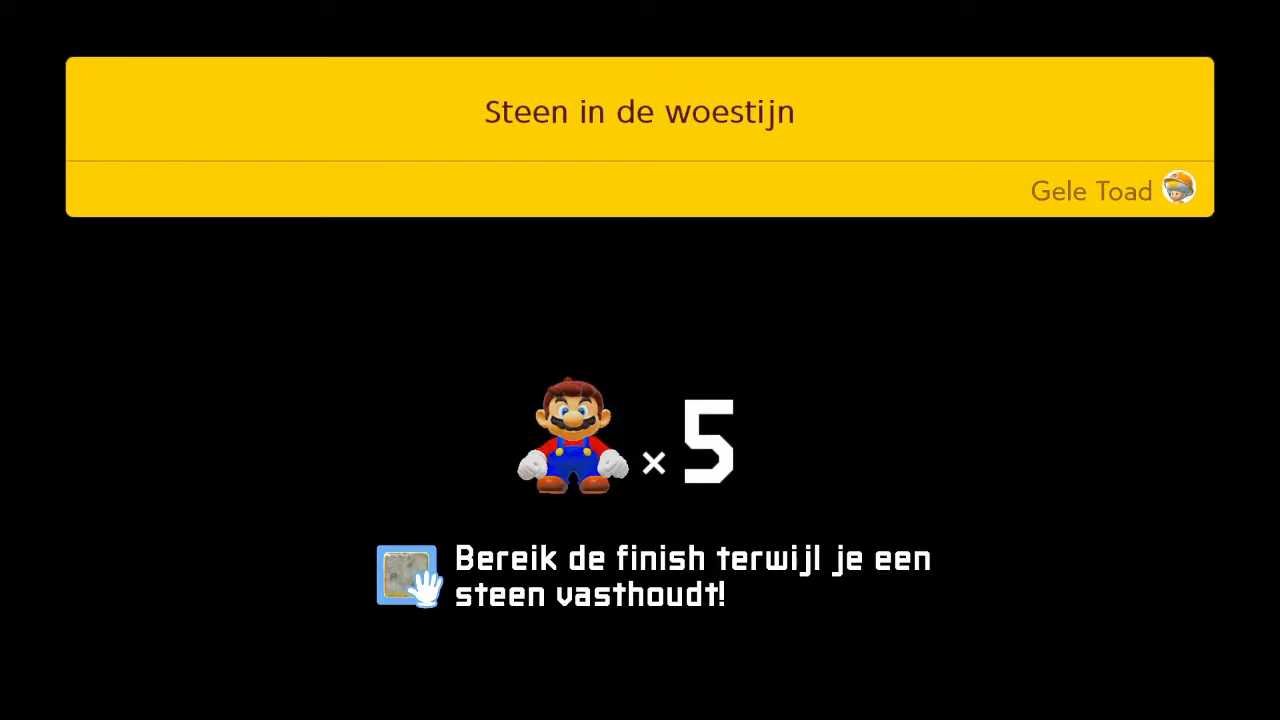 Steen in de woestijn
Gele Toad
× 5
Bereik de finish terwijl je een
steen vasthoudt!